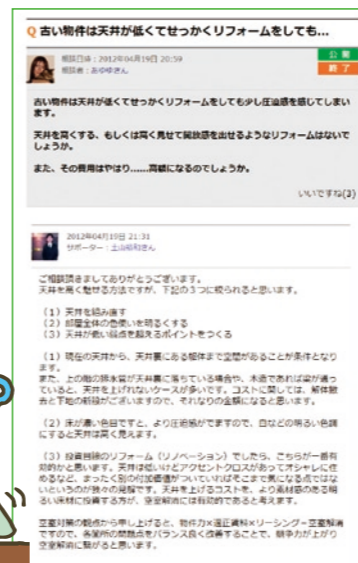 Q 古い物件は天井が低くてせっかくリフォームをしても...
相談日時：2012年04月19日 20:59
相談者：あゆゆさん
公開
終了
古い物件は天井が低くてせっかくリフォームをしても少し圧迫感を感じてしまい
ます。
天井を高くする、もしくは高く見せて開放感を出せるようなリフォームはないで
しょうか。
また、その費用はやはり……高額になるのでしょうか。
いいですね(3)
2012年04月19日 21:31
サポーター：土山
ご相談頂きましてありがとうございます。
天井を高く魅せる方法ですが、下記の３つに絞られると思います。
（1）天井を組み直す
（2）部屋全体の色使いを明るくする
（3）天井が低い弱点を超えるポイントをつくる
（1）現在の天井から、天井裏にある躯体まで空間があることが条件となり
ます。
また、上の階の排水管が天井裏に落ちている場合や、木造であれば梁が通っ
ていると、天井を上げれないケースが多いです。コストに関しては、解体撤
去と下地の新設がございますので、それなりの金額になると思います。
（2）床が濃い色目ですと、より圧迫感がでますので、白などの明るい色調
にすると天井は高く見えます。
（3）投資目線のリフォーム（リノベーション）でしたら、こちらが一番有
効的かと思います。天井は低いけどアクセントクロスがあってオシャレに住
めるなど、まったく別の付加価値がついていればそこまで気になる点ではな
いというのが我々の見解です。天井を上げるコストを、より素材感のある明
るい床材に投資する方が、空室解消には有効的であると考えます。
空室対策の観点から申し上げると、物件力×適正賃料×リーシング＝空室解消
ですので、各箇所の問題点をバランス良く改善することで、競争力が上がり
空室解消に繋がると思います。